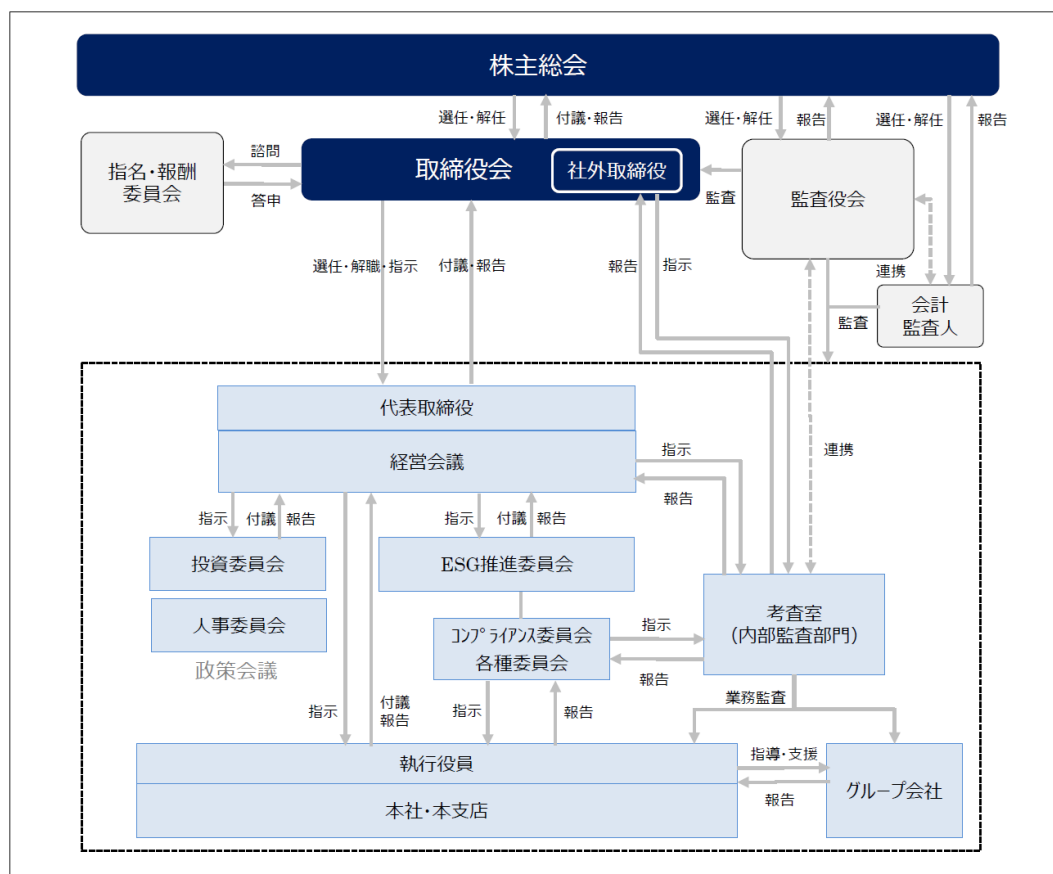 株主総会
選任・解任
付議・報告
選任・解任
報告
選任・解任
報告
指名・報酬
委員会
諮問
答申
取締役会
社外取締役
監査
監査役会
選任・解職・指示
付議・報告
報告
指示
連携
会計
監査人
監査
代表取締役
経営会議
指示
報告
連携
指示
付議
報告
指示
付議
報告
投資委員会
ESG推進委員会
人事委員会
政策会議
コンプライアンス委員会
各種委員会
指示
報告
考査室
（内部監査部門）
業務監査
指示
付議
報告
指示
報告
執行役員
本社・本支店
指導・支援
報告
グループ会社